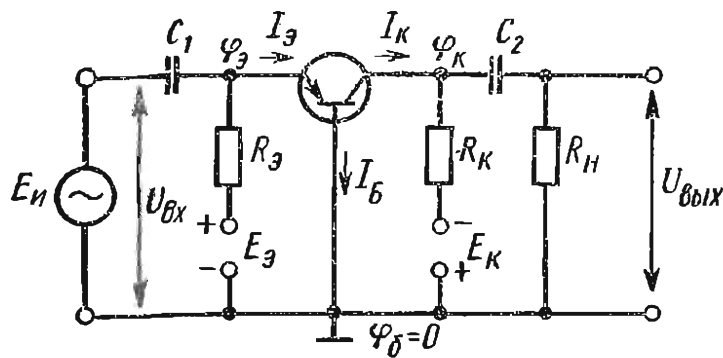 C₁ φэ Iэ Iк φк C₂
Eи Uвх Rэ Iб Rк Rн Uвых
+ − Eэ − + Eк
φб=0